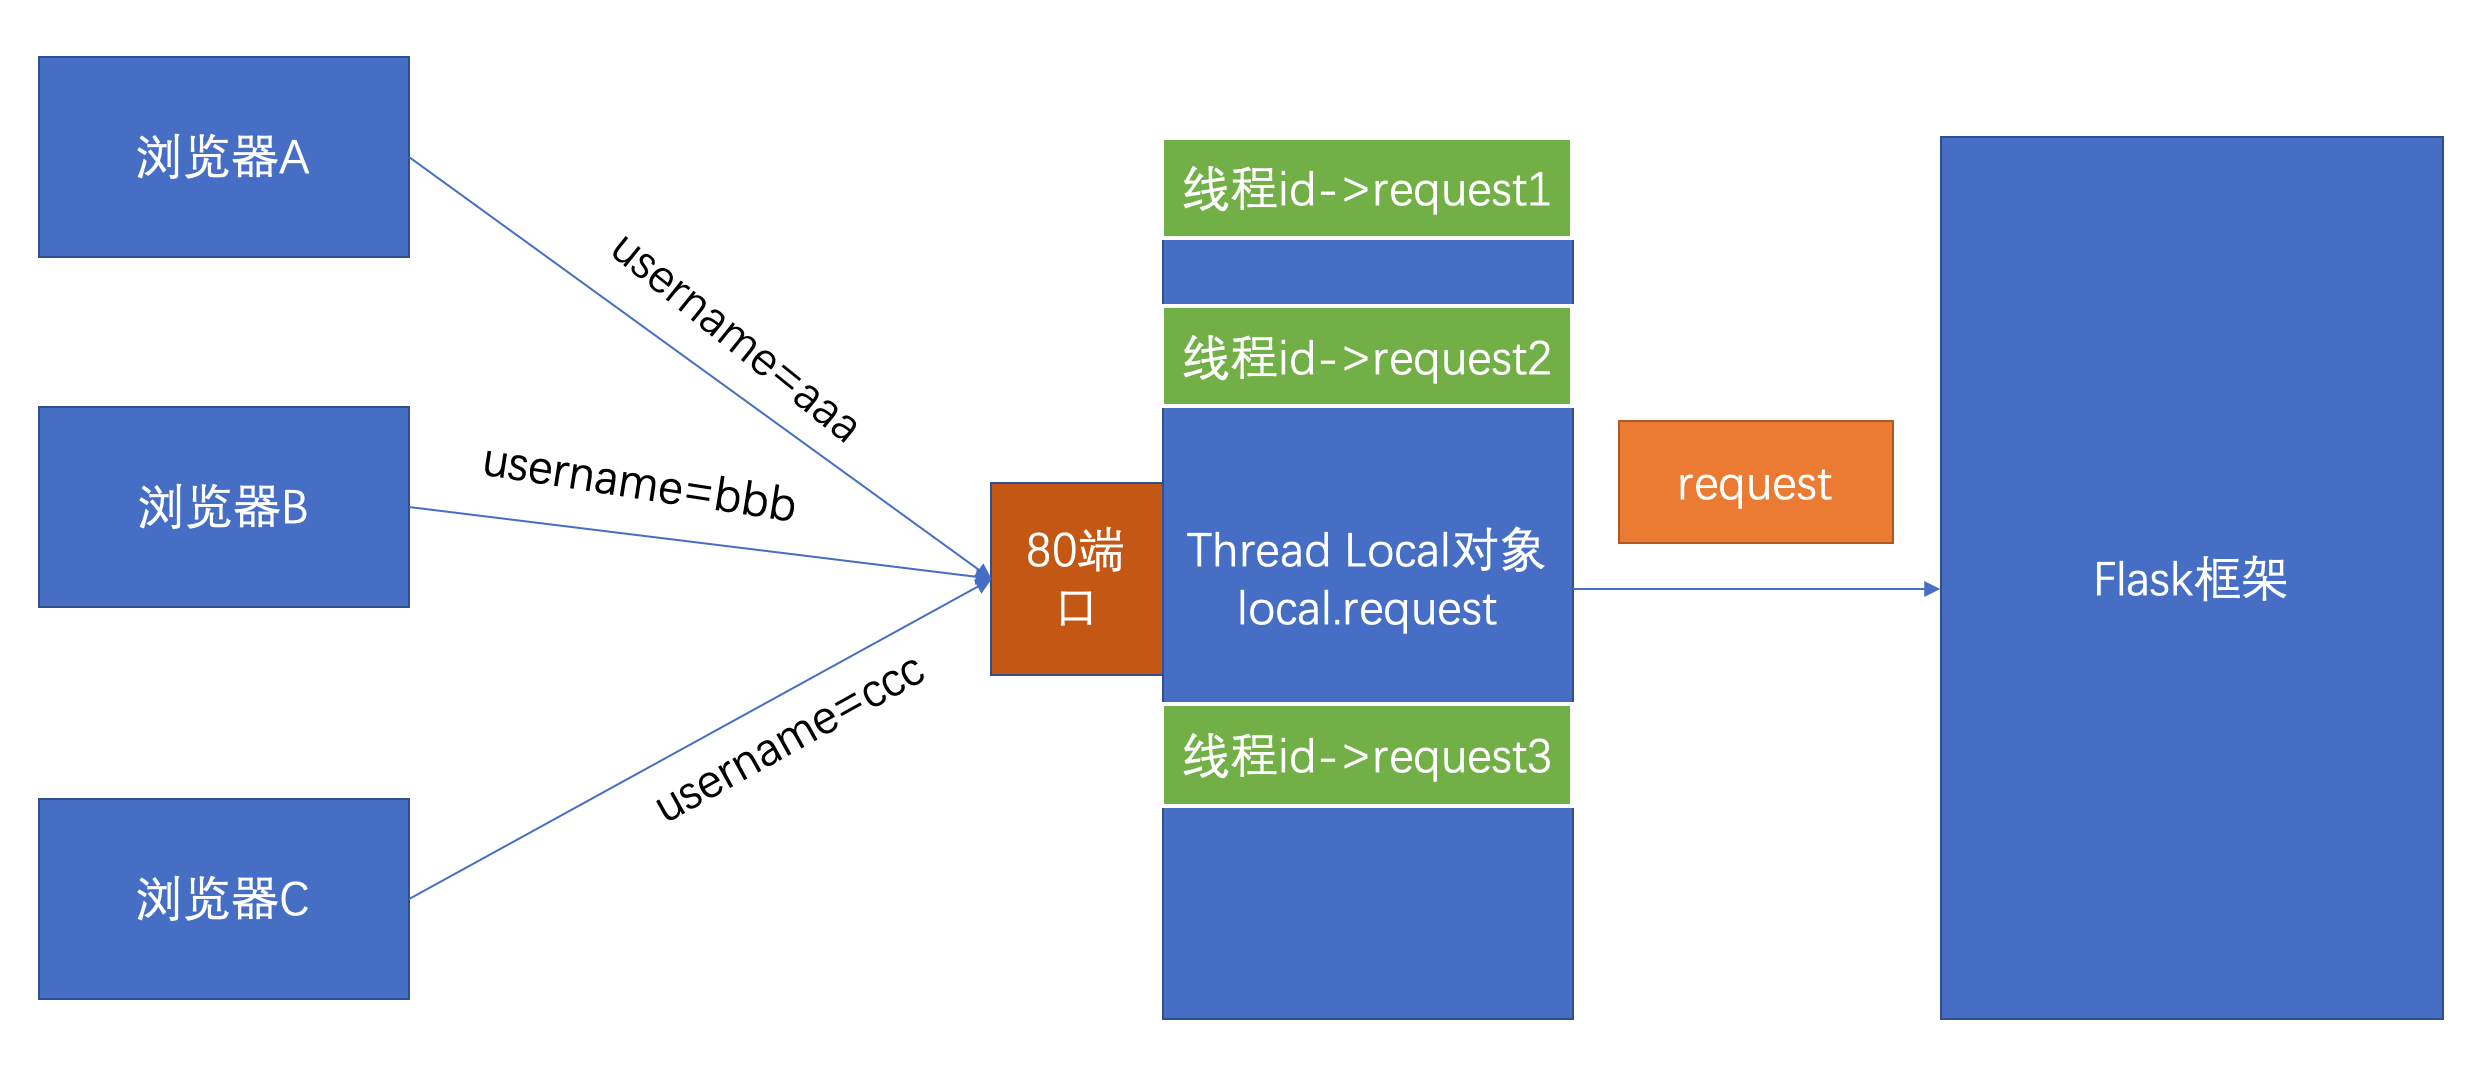 浏览器A
浏览器B
浏览器C
username=aaa
username=bbb
username=ccc
80端
口
线程id->request1
线程id->request2
Thread Local对象
local.request
线程id->request3
request
Flask框架